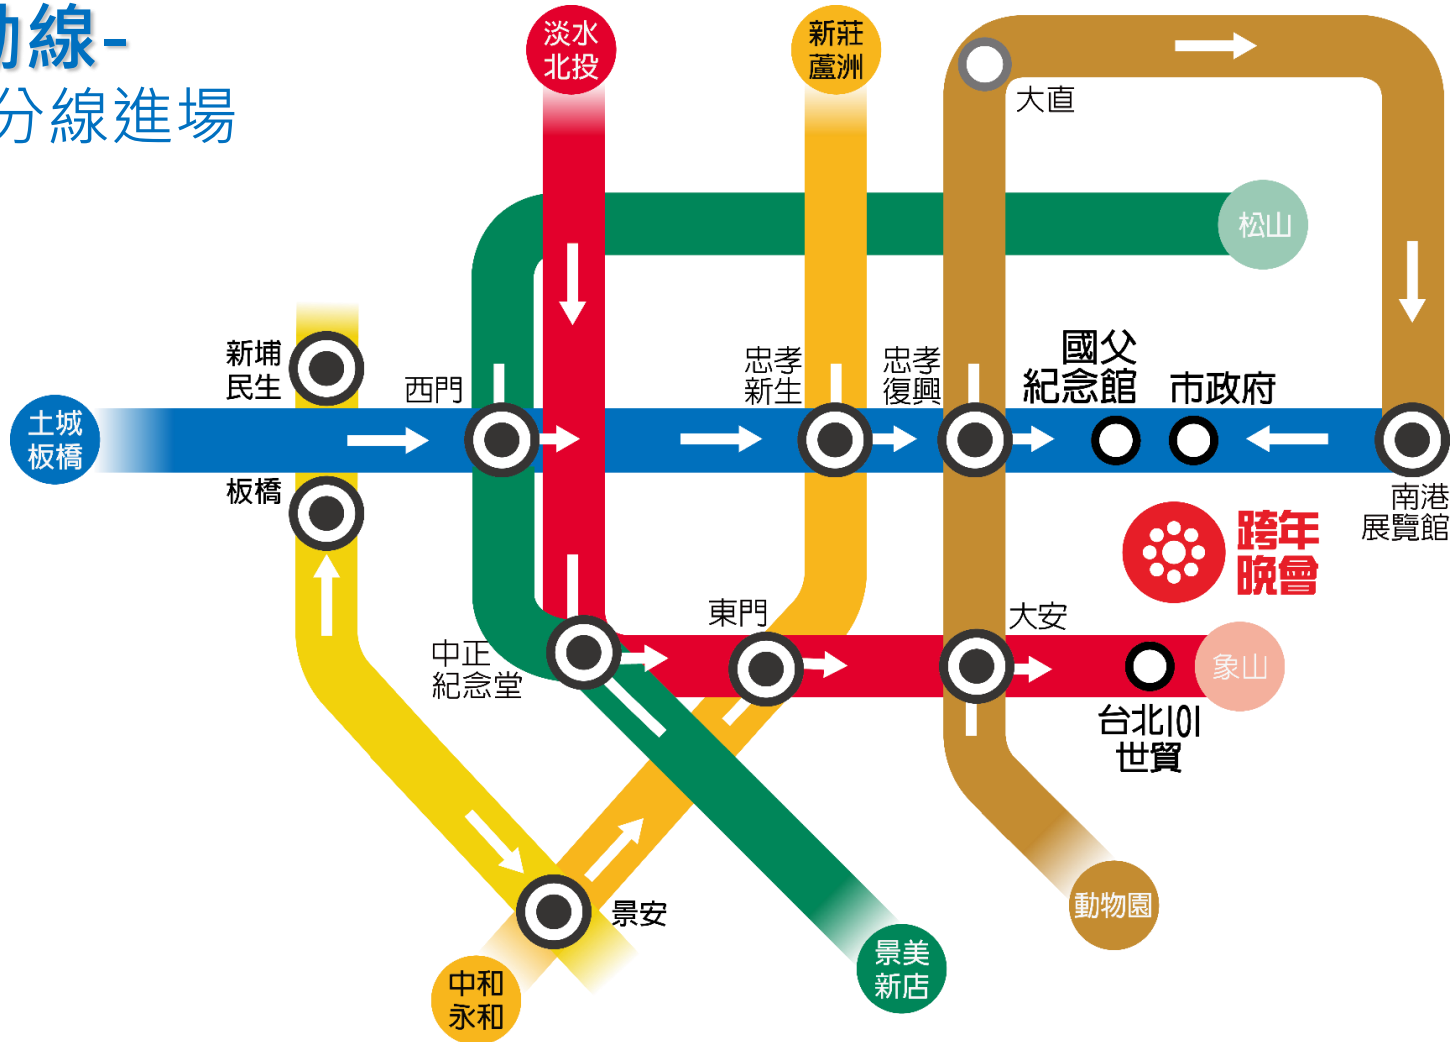 動線-
分線進場
淡水
北投
新莊
蘆洲
大直
松山
新埔
民生
西門
忠孝
新生
忠孝
復興
國父
紀念館
市政府
土城
板橋
板橋
南港
展覽館
跨年
晚會
東門
大安
中正
紀念堂
象山
台北101
世貿
動物園
景安
景美
新店
中和
永和